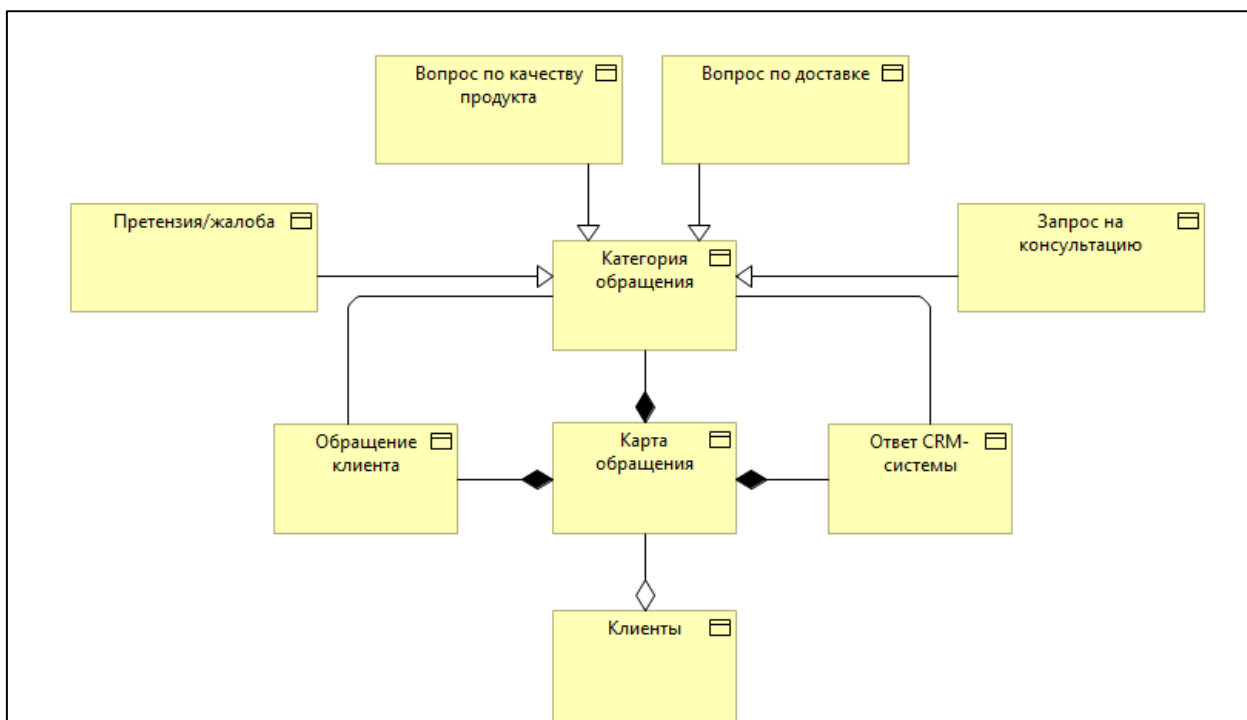 Вопрос по качеству
продукта
Вопрос по доставке
Претензия/жалоба
Запрос на
консультацию
Категория
обращения
Обращение
клиента
Карта
обращения
Ответ CRM-
системы
Клиенты